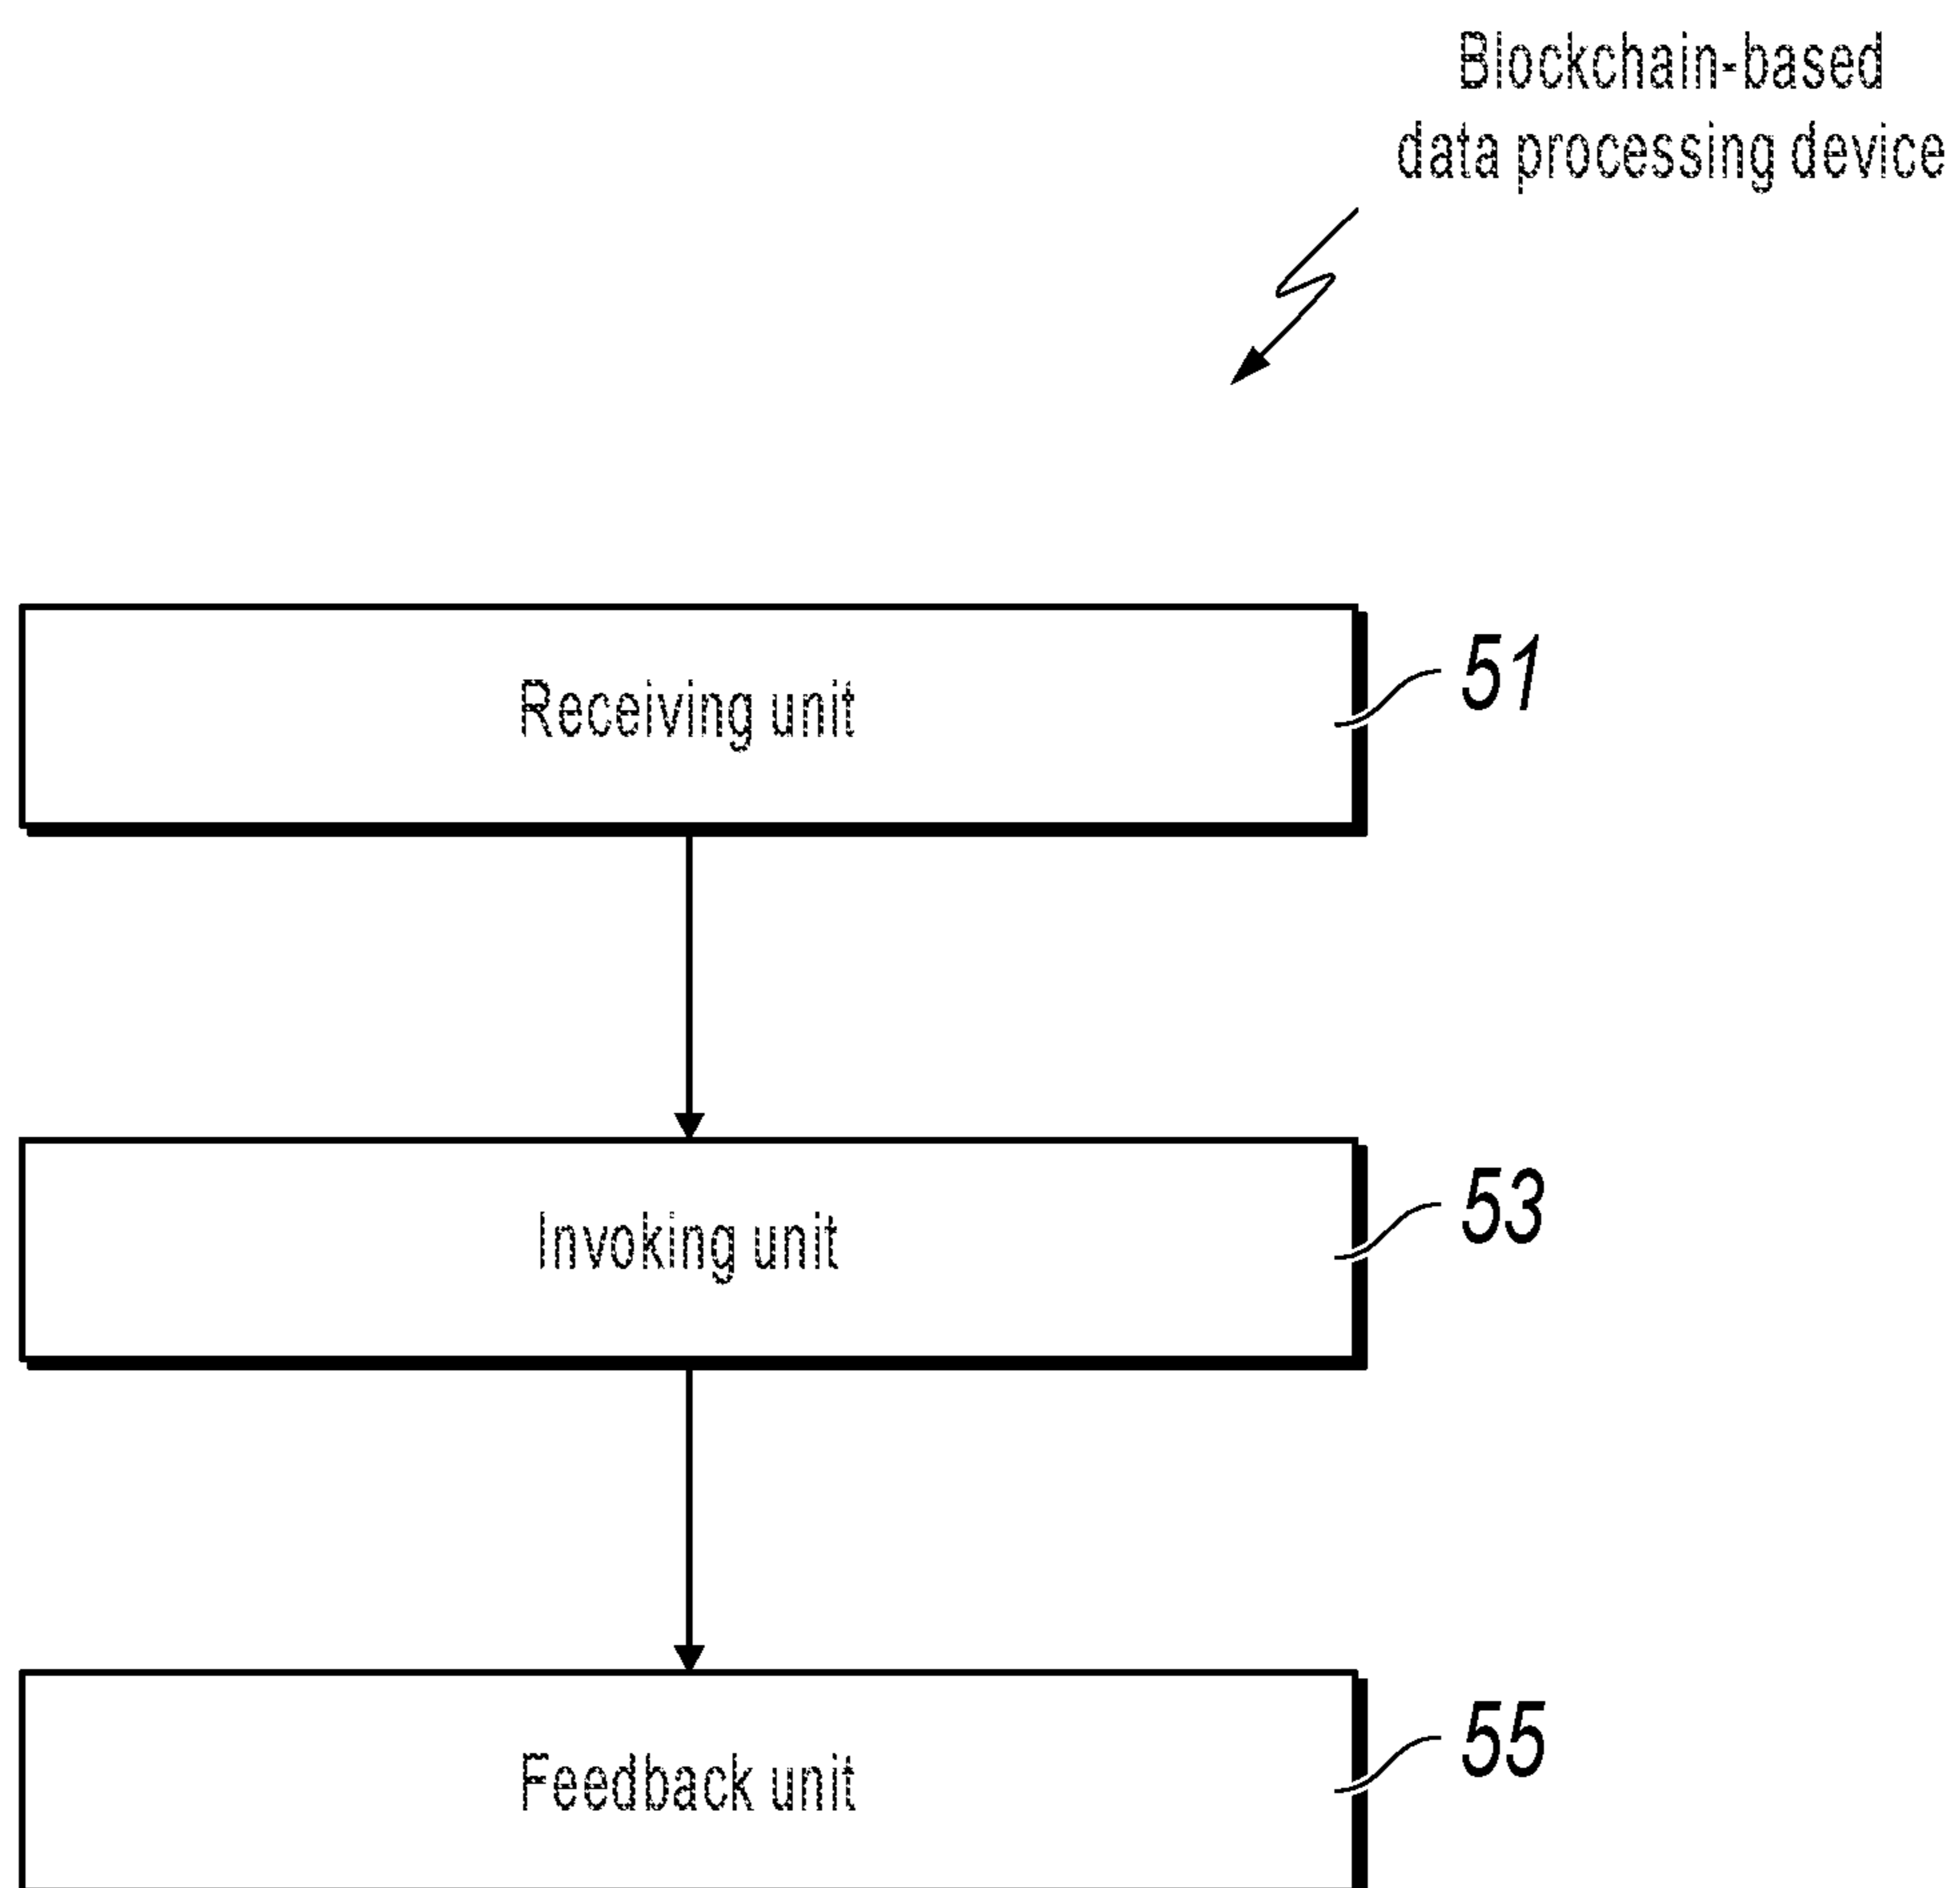 Blockchain-based
data processing device
Receiving unit
51
Invoking unit
53
Feedback unit
55